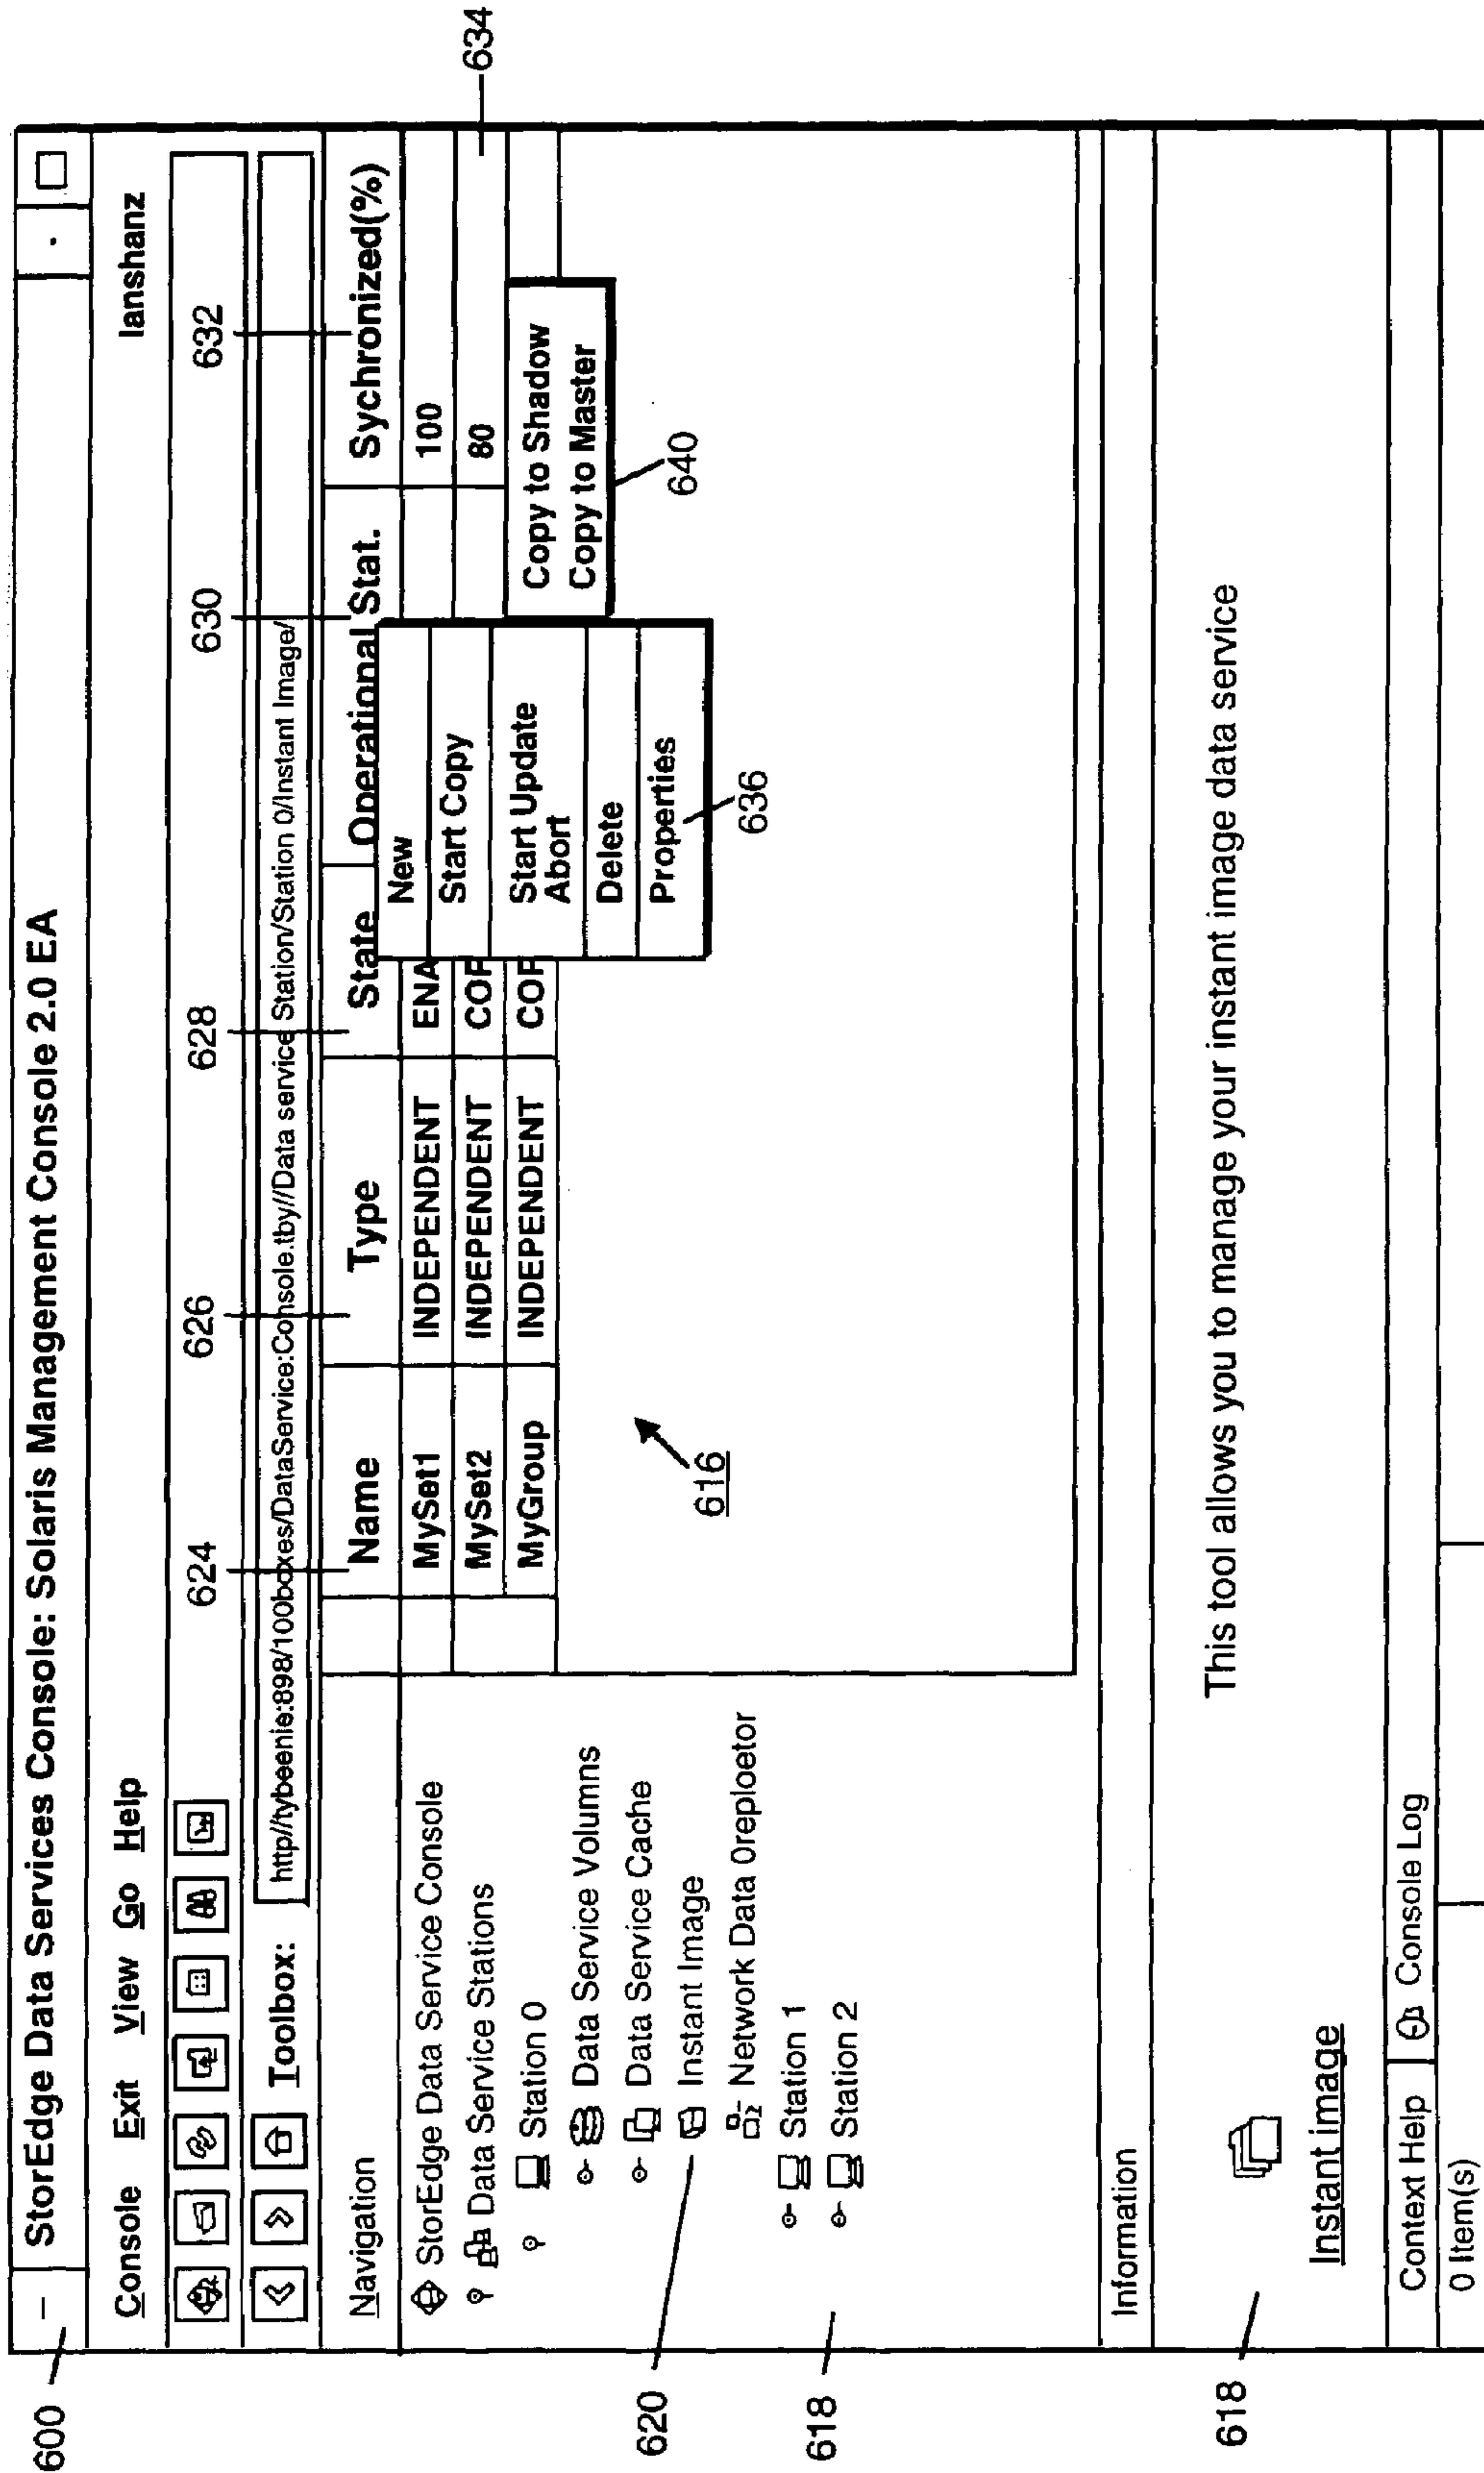 600
StorEdge Data Services Console: Solaris Management Console 2.0 EA
Console Exit View Go Help
lanshanz
624 626 628 630 632
Toolbox: http//tybeenie:898/100boxes/DataService:Console.tby//Data service Station/Station 0/Instant Image/
Navigation
Name Type State Operational Stat. Sychronized(%)
MySet1 INDEPENDENT ENA 100
MySet2 INDEPENDENT COP 80 634
MyGroup INDEPENDENT COP
New
Start Copy
Start Update
Abort
Delete
Properties
636
Copy to Shadow
Copy to Master
640
616
StorEdge Data Service Console
Data Service Stations
Station 0
Data Service Volumes
Data Service Cache
Instant Image
Network Data 0reploetor
Station 1
Station 2
620
618
Information
618
This tool allows you to manage your instant image data service
Instant image
Context Help Console Log
0 Item(s)